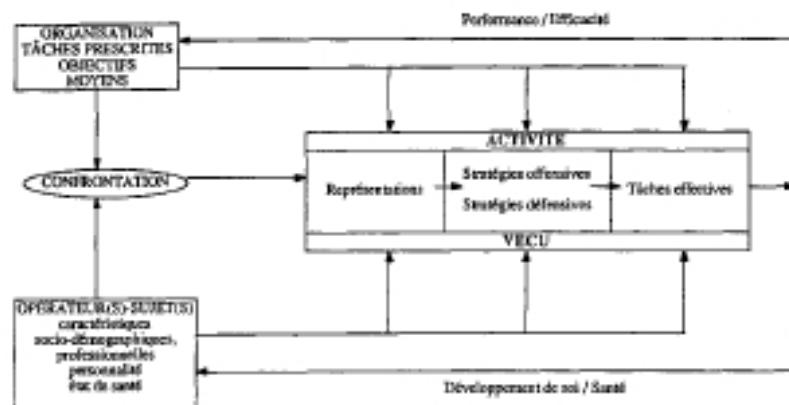 Performance / Efficacité
ORGANISATION
TÂCHES PRESCRITES
OBJECTIFS
MOYENS
ACTIVITE
CONFRONTATION
Représentations
Stratégies offensives
Stratégies défensives
Tâches effectives
VECU
OPERATEUR(S)-SUJET(S)
caractéristiques
socio-démographiques,
professionnelles
personnalité
état de santé
Développement de soi / Santé